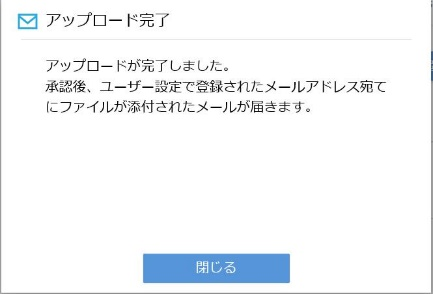 アップロード完了
アップロードが完了しました。
承認後、ユーザー設定で登録されたメールアドレス宛て
にファイルが添付されたメールが届きます。
閉じる